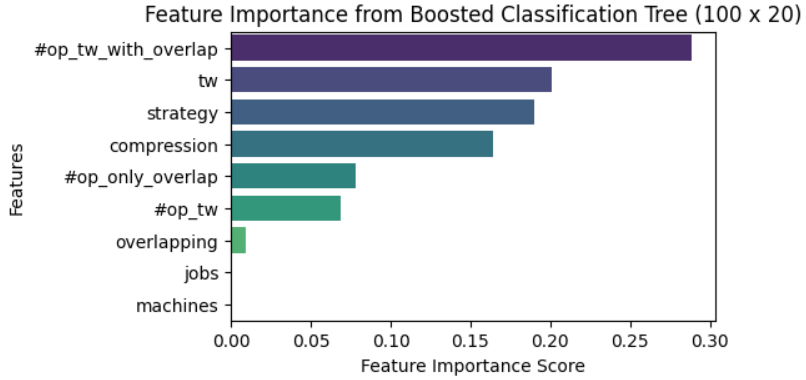 Feature Importance from Boosted Classification Tree (100 x 20)
#op_tw_with_overlap
tw
strategy
compression
#op_only_overlap
#op_tw
overlapping
jobs
machines
Features
0.00 0.05 0.10 0.15 0.20 0.25 0.30
Feature Importance Score